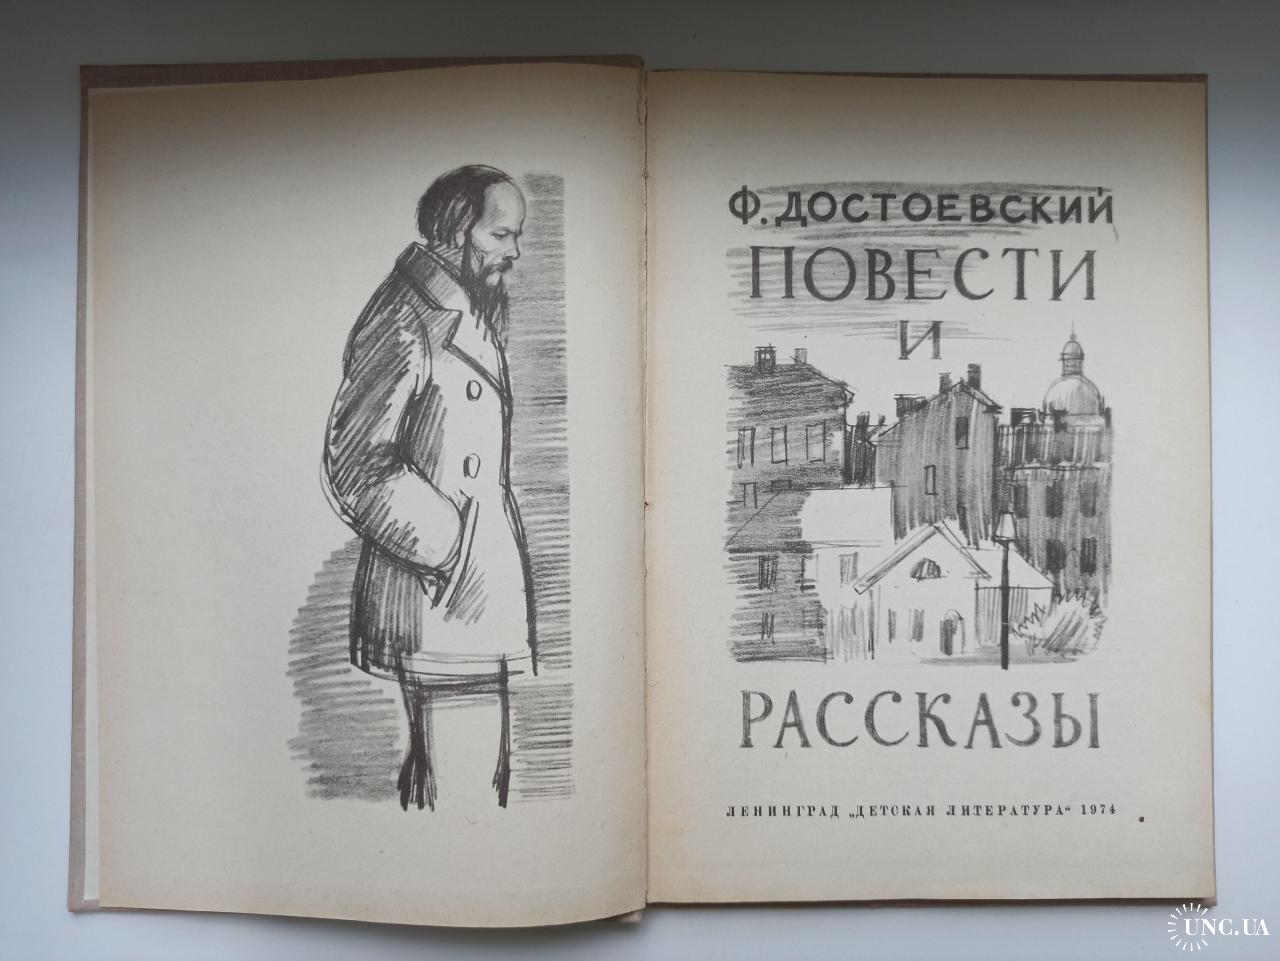 Ф. ДОСТОЕВСКИЙ
ПОВЕСТИ
И
РАССКАЗЫ
ЛЕНИНГРАД „ДЕТСКАЯ ЛИТЕРАТУРА“ 1974
UNC.UA